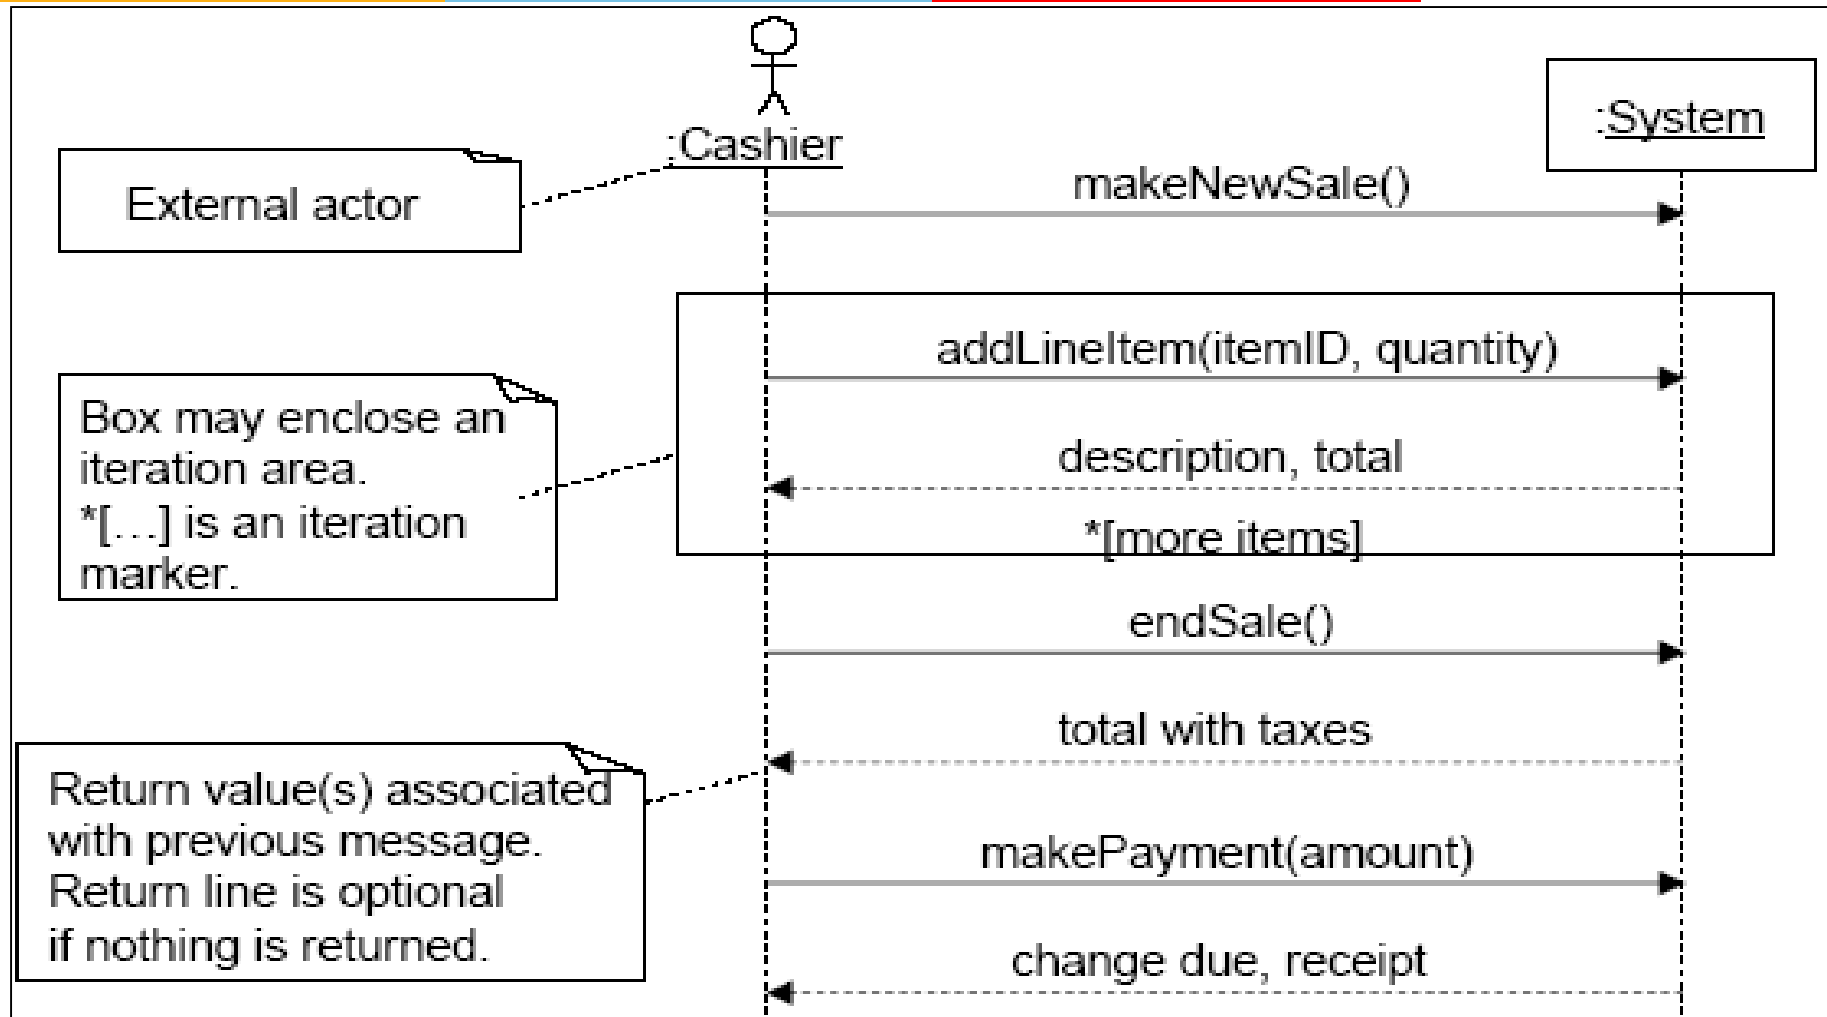 :Cashier
:System
External actor
makeNewSale()
addLineItem(itemID, quantity)
Box may enclose an
iteration area.
*[...] is an iteration
marker.
description, total
*[more items]
endSale()
total with taxes
Return value(s) associated
with previous message.
Return line is optional
if nothing is returned.
makePayment(amount)
change due, receipt